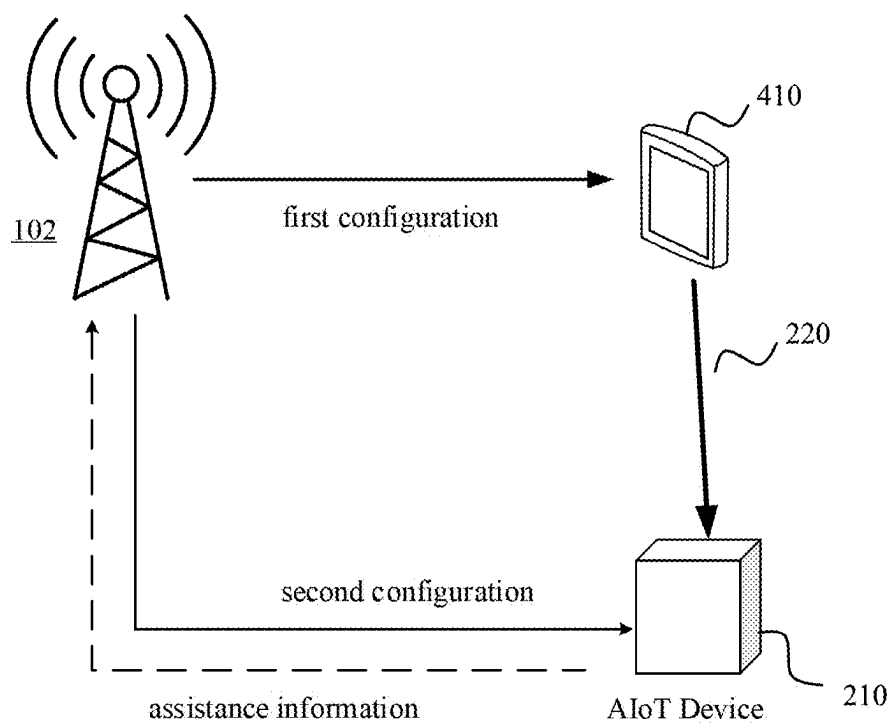 410
first configuration
102
220
second configuration
210
assistance information
AIoT Device